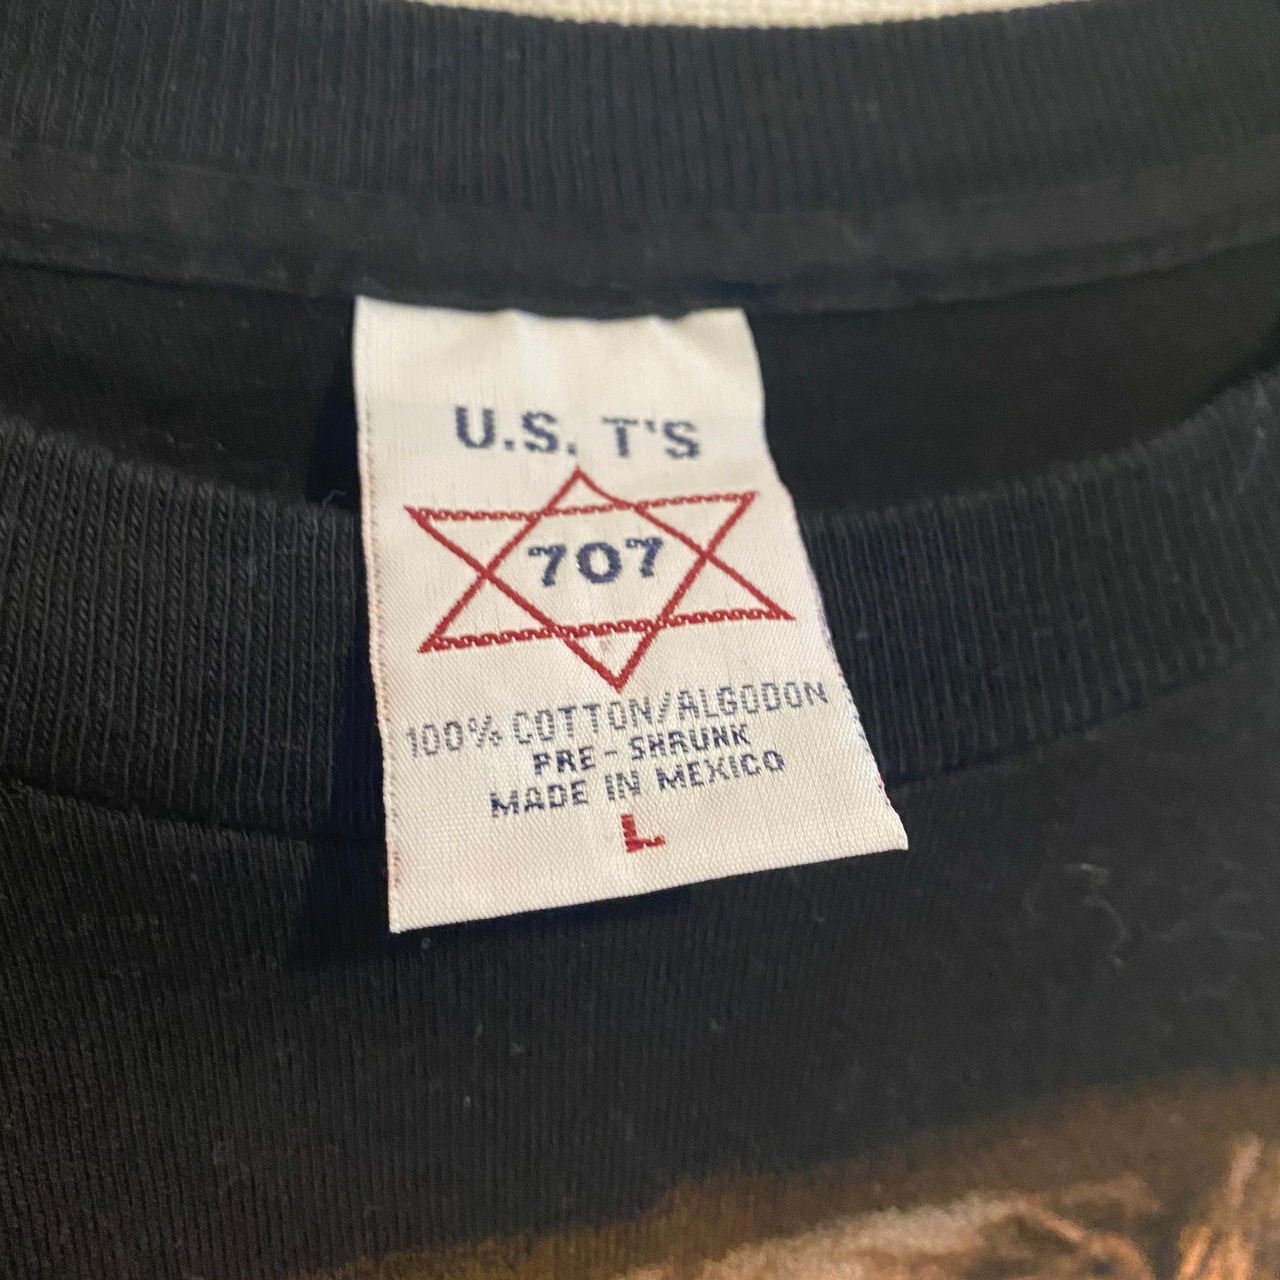 U.S. T'S
707
100% COTTON/ALGODON
PRE-SHRUNK
MADE IN MEXICO
L